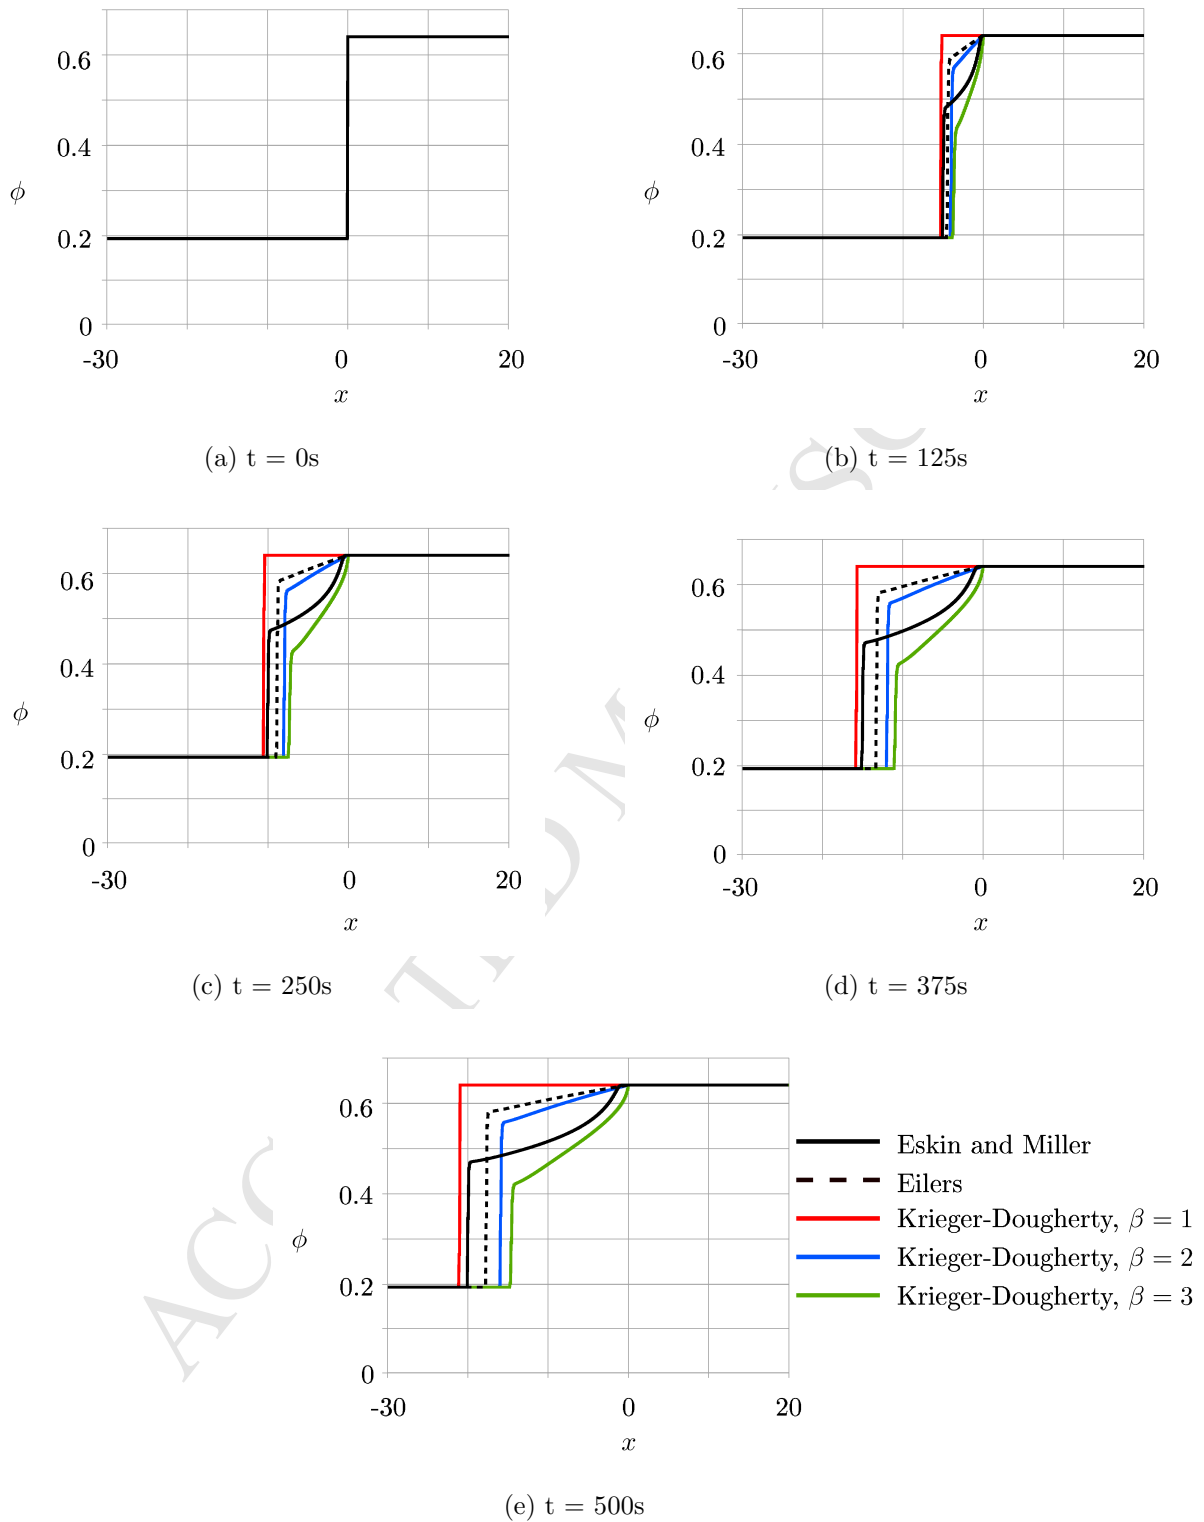 0.6
0.4
ϕ
0.2
0
-30 0 20
x
(a) t = 0s
0.6
0.4
ϕ
0.2
0
-30 0 20
x
(b) t = 125s
0.6
0.4
ϕ
0.2
0
-30 0 20
x
(c) t = 250s
0.6
0.4
ϕ
0.2
0
-30 0 20
x
(d) t = 375s
0.6
0.4
ϕ
0.2
0
-30 0 20
x
Eskin and Miller
Eilers
Krieger-Dougherty, β = 1
Krieger-Dougherty, β = 2
Krieger-Dougherty, β = 3
(e) t = 500s